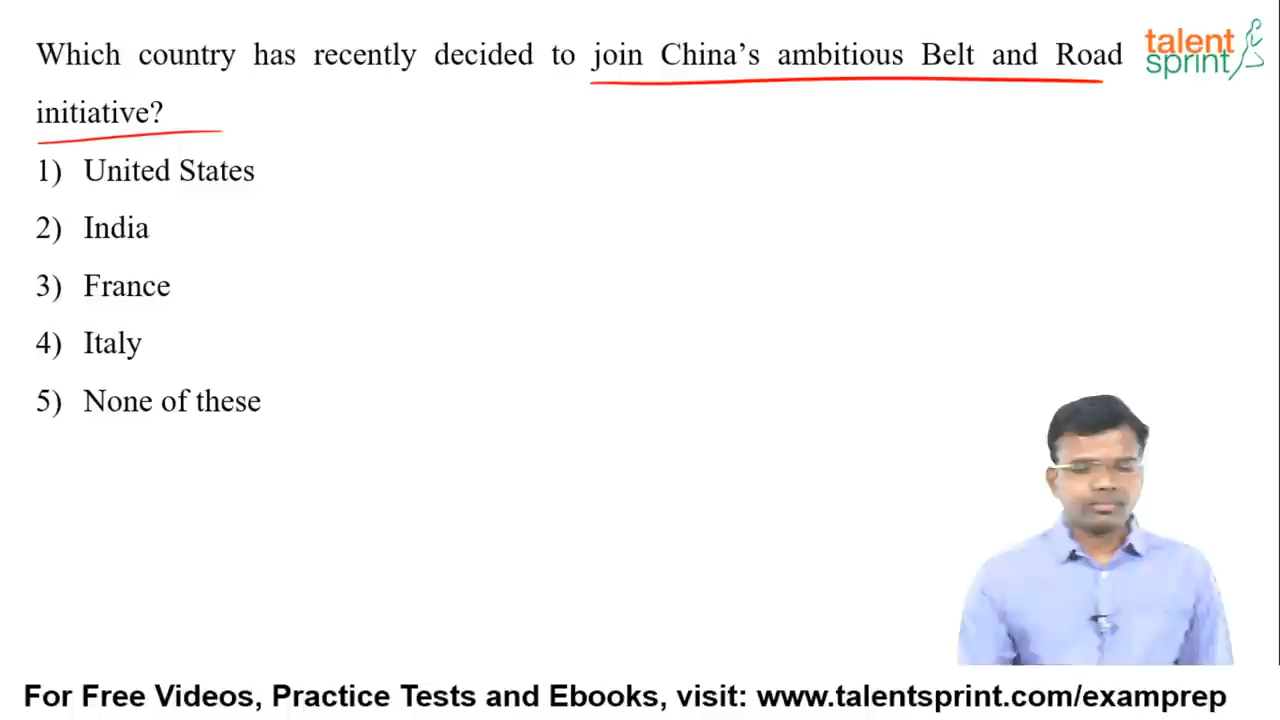 Which country has recently decided to join China’s ambitious Belt and Road
initiative?
1) United States
2) India
3) France
4) Italy
5) None of these
talent
sprint
For Free Videos, Practice Tests and Ebooks, visit: www.talentsprint.com/examprep